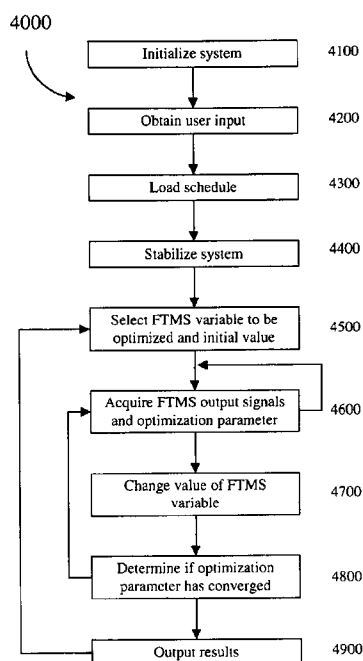 4000
Initialize system
4100
Obtain user input
4200
Load schedule
4300
Stabilize system
4400
Select FTMS variable to be
optimized and initial value
4500
Acquire FTMS output signals
and optimization parameter
4600
Change value of FTMS
variable
4700
Determine if optimization
parameter has converged
4800
Output results
4900